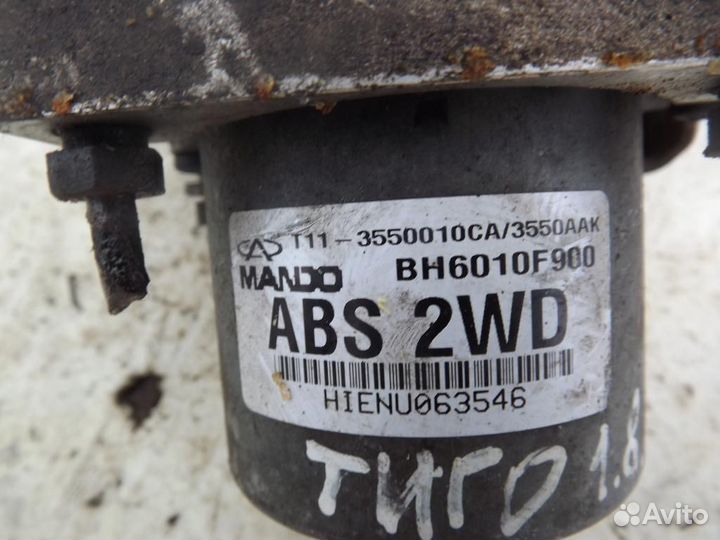 T11-3550010CA/3550AAK
MANDO BH6010F900
ABS 2WD
HIENU063546
ТИГО 1.8
Avito